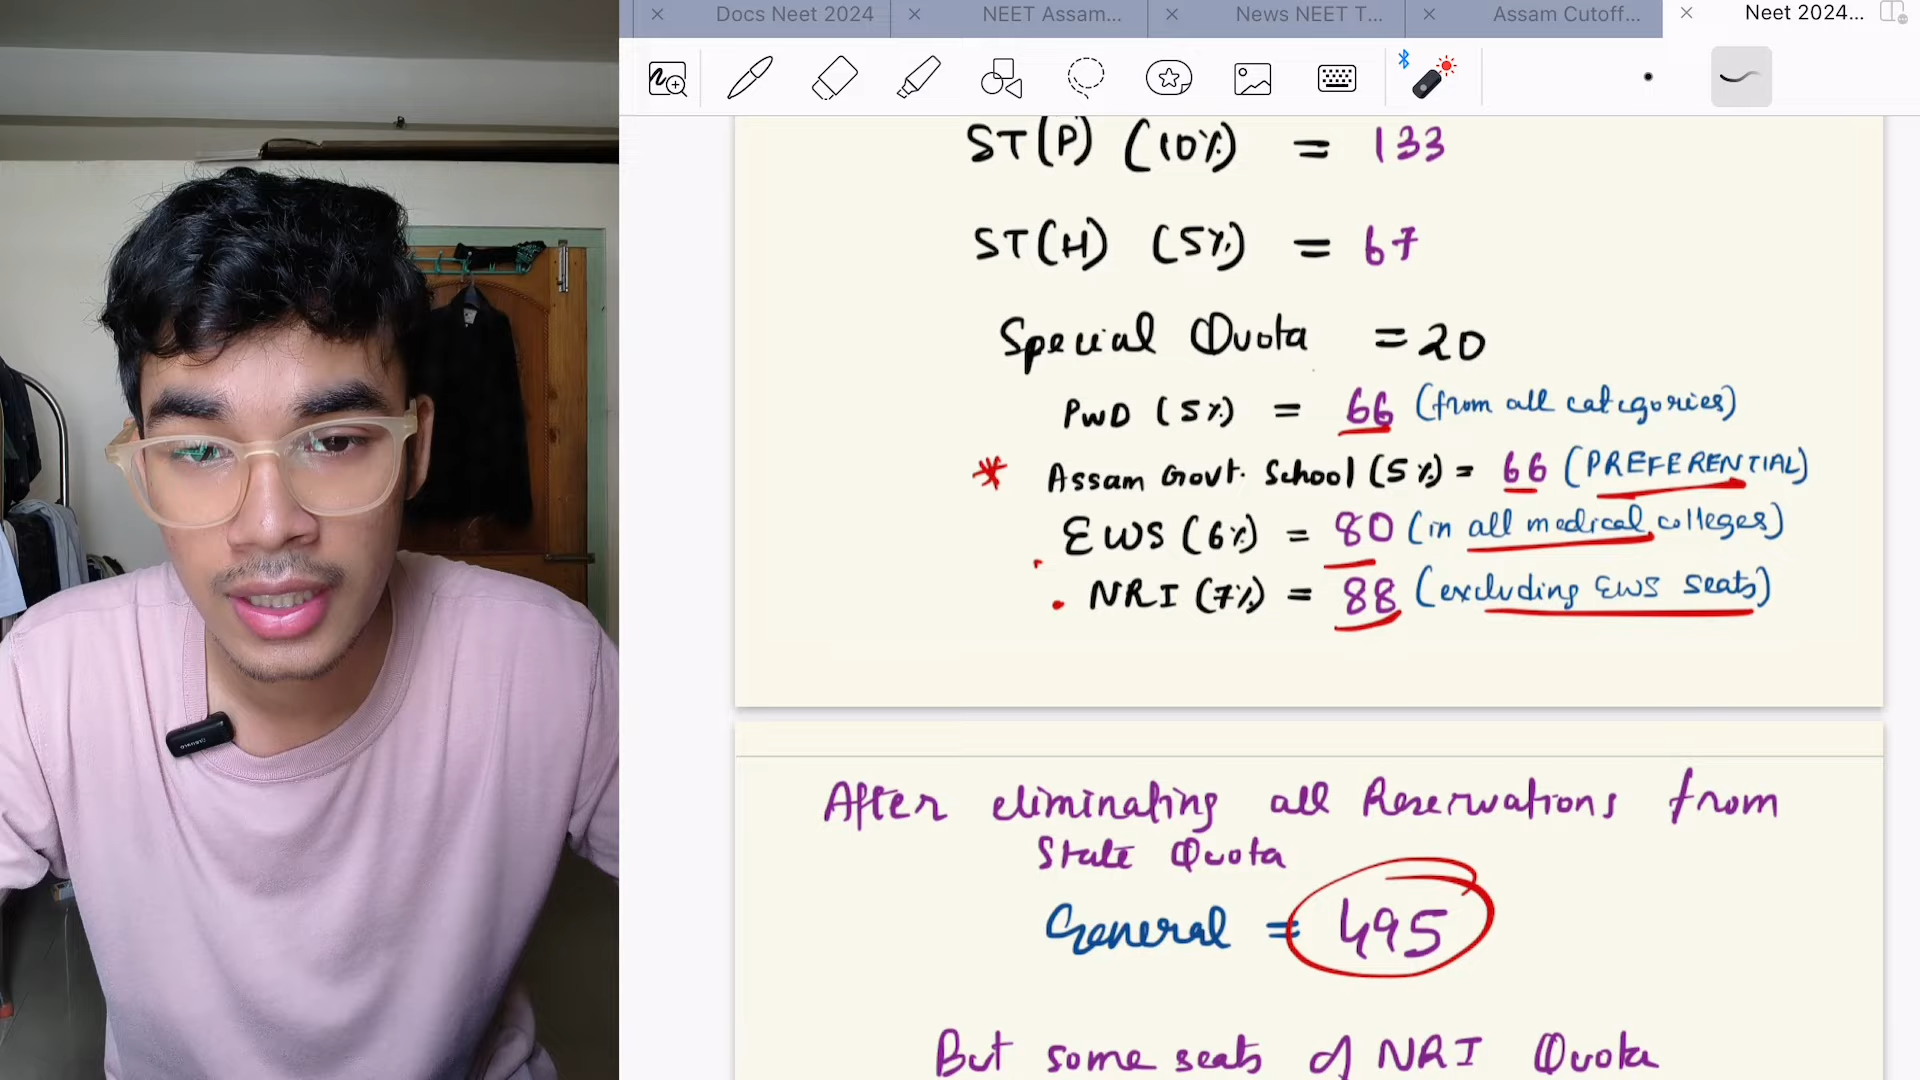 Docs Neet 2024
NEET Assam...
News NEET T...
Assam Cutoff...
Neet 2024...
ST(P) (10%) = 133
ST(H) (5%) = 67
Special Quota = 20
PwD (5%) = 66 (from all categories)
* Assam Govt. School (5%) = 66 (PREFERENTIAL)
EWS (6%) = 80 (in all medical colleges)
NRI (7%) = 88 (excluding EWS seats)
After eliminating all Reservations from
State Quota
General = 495
But some seats of NRI Quota